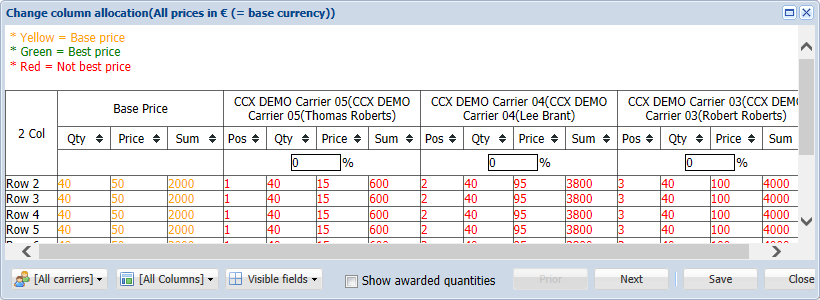 Change column allocation(All prices in € (= base currency))
* Yellow = Base price
* Green = Best price
* Red = Not best price
2 Col Base Price CCX DEMO Carrier 05(CCX DEMO Carrier 05(Thomas Roberts) CCX DEMO Carrier 04(CCX DEMO Carrier 04(Lee Brant) CCX DEMO Carrier 03(CCX DEMO Carrier 03(Robert Roberts)
Qty Price Sum Pos Qty Price Sum Pos Qty Price Sum Pos Qty Price Sum
0 % 0 % 0 %
Row 2 40 50 2000 1 40 15 600 2 40 95 3800 3 40 100 4000
Row 3 40 50 2000 1 40 15 600 2 40 95 3800 3 40 100 4000
Row 4 40 50 2000 1 40 15 600 2 40 95 3800 3 40 100 4000
Row 5 40 50 2000 1 40 15 600 2 40 95 3800 3 40 100 4000
[All carriers] [All Columns] Visible fields Show awarded quantities Prior Next Save Close